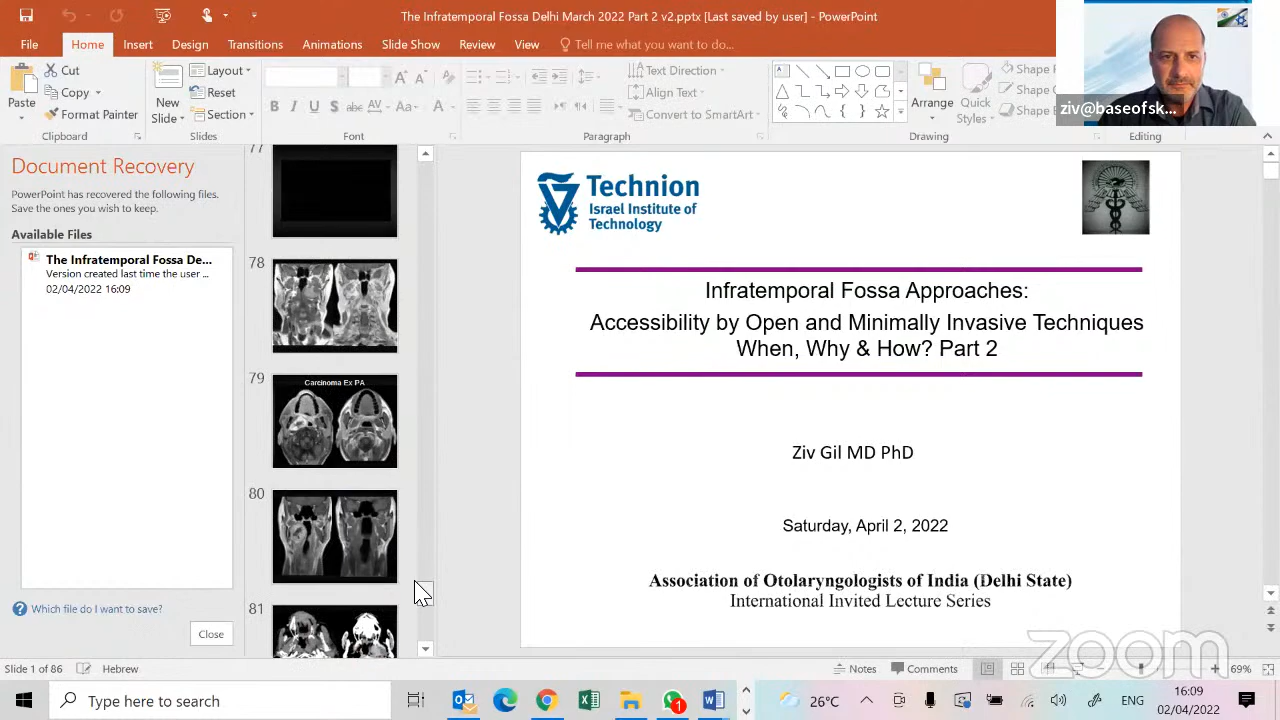 The Infratemporal Fossa Delhi March 2022 Part 2 v2.pptx [Last saved by user] - PowerPoint
File Home Insert Design Transitions Animations Slide Show Review View Tell me what you want to do...
Paste
Cut
Copy
Format Painter
Clipboard
New
Slide
Layout
Reset
Section
Slides
B I U S abc AV Aa A
Font
Text Direction
Align Text
Convert to SmartArt
Paragraph
Arrange
Quick
Styles
Shape
Shape
Shape
Drawing
Editing
ziv@baseofsk...
Document Recovery
PowerPoint has recovered the following files.
Save the ones you wish to keep.
Available Files
The Infratemporal Fossa De...
Version created last time the user ...
02/04/2022 16:09
Which file do I want to save?
Close
77
78
79
Carcinoma Ex PA
80
81
Technion
Israel Institute of
Technology
Infratemporal Fossa Approaches:
Accessibility by Open and Minimally Invasive Techniques
When, Why & How? Part 2
Ziv Gil MD PhD
Saturday, April 2, 2022
Association of Otolaryngologists of India (Delhi State)
International Invited Lecture Series
zoom
Slide 1 of 86 Hebrew Notes Comments 69%
Type here to search
1
26°C
ENG
16:09
02/04/2022